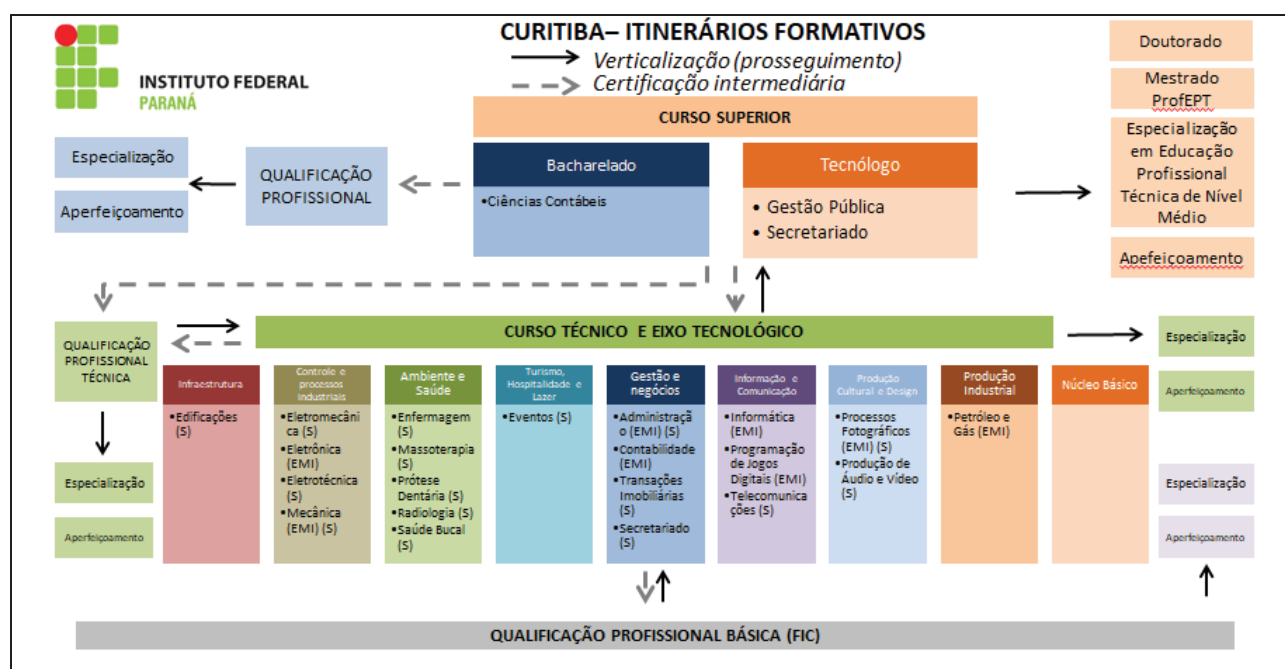 CURITIBA– ITINERÁRIOS FORMATIVOS
Verticalização (prosseguimento)
Certificação intermediária
INSTITUTO FEDERAL
PARANÁ
CURSO SUPERIOR
Bacharelado
•Ciências Contábeis
Tecnólogo
• Gestão Pública
• Secretariado
Especialização
Aperfeiçoamento
QUALIFICAÇÃO
PROFISSIONAL
Doutorado
Mestrado
ProfEPT
Especialização
em Educação
Profissional
Técnica de Nível
Médio
Apefeiçoamento
QUALIFICAÇÃO
PROFISSIONAL
TÉCNICA
Especialização
Aperfeiçoamento
CURSO TÉCNICO E EIXO TECNOLÓGICO
Infraestrutura
•Edificações
(S)
Controle e
processos
industriais
•Eletromecâ
ica (S)
•Eletrônica
(EMI)
•Eletrotécnica
(S)
•Mecânica
(EMI) (S)
Ambiente e
Saúde
•Enfermagem
(S)
•Massoterapia
(S)
•Prótese
Dentária (S)
•Radiologia (S)
•Saúde Bucal
(S)
Turismo,
Hospitalidade e
Lazer
•Eventos (S)
Gestão e
negócios
•Administraçã
o (EMI) (S)
•Contabilidade
(EMI)
•Transações
Imobiliárias
(S)
•Secretariado
(S)
Informação e
Comunicação
•Informática
(EMI)
•Programação
de Jogos
Digitais (EMI)
•Telecomunica
ções (S)
Produção
Cultural e Design
•Processos
Fotográficos
(EMI) (S)
•Produção de
Áudio e Vídeo
(S)
Produção
Industrial
•Petróleo e
Gás (EMI)
Núcleo Básico
Especialização
Aperfeiçoamento
Especialização
Aperfeiçoamento
QUALIFICAÇÃO PROFISSIONAL BÁSICA (FIC)